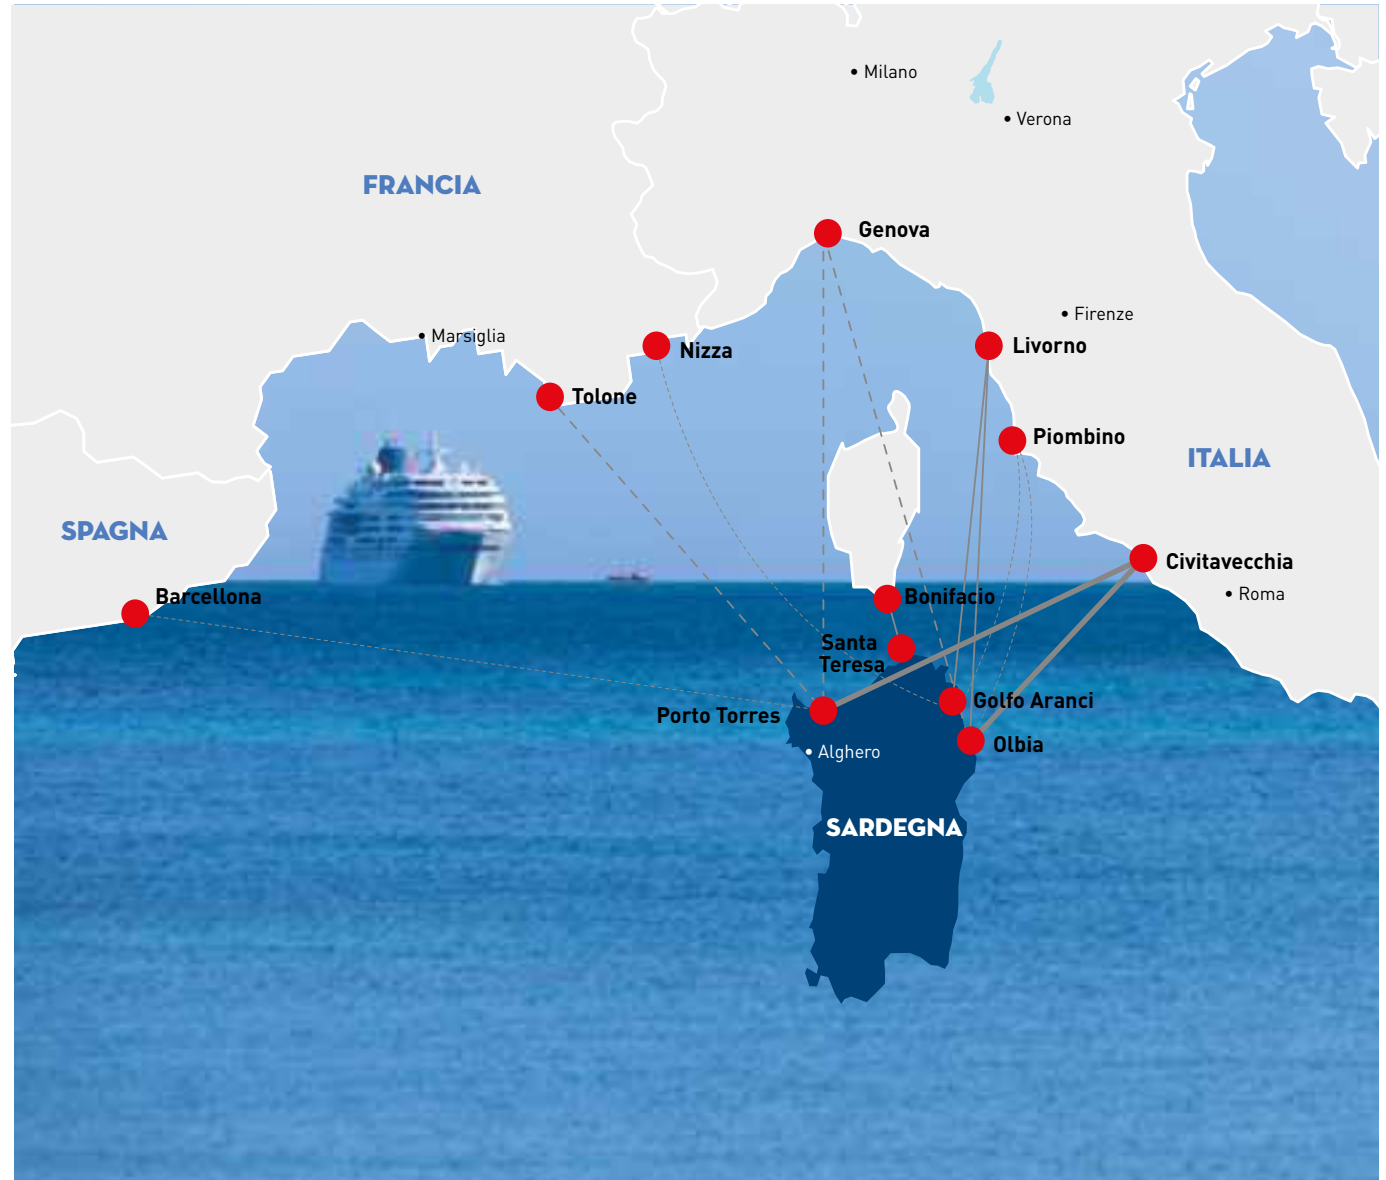 • Milano
• Verona
FRANCIA
Genova
• Firenze
• Marsiglia
Nizza
Livorno
Tolone
Piombino
ITALIA
SPAGNA
Civitavecchia
• Roma
Barcellona
Bonifacio
Santa
Teresa
Golfo Aranci
Porto Torres
Olbia
• Alghero
SARDEGNA